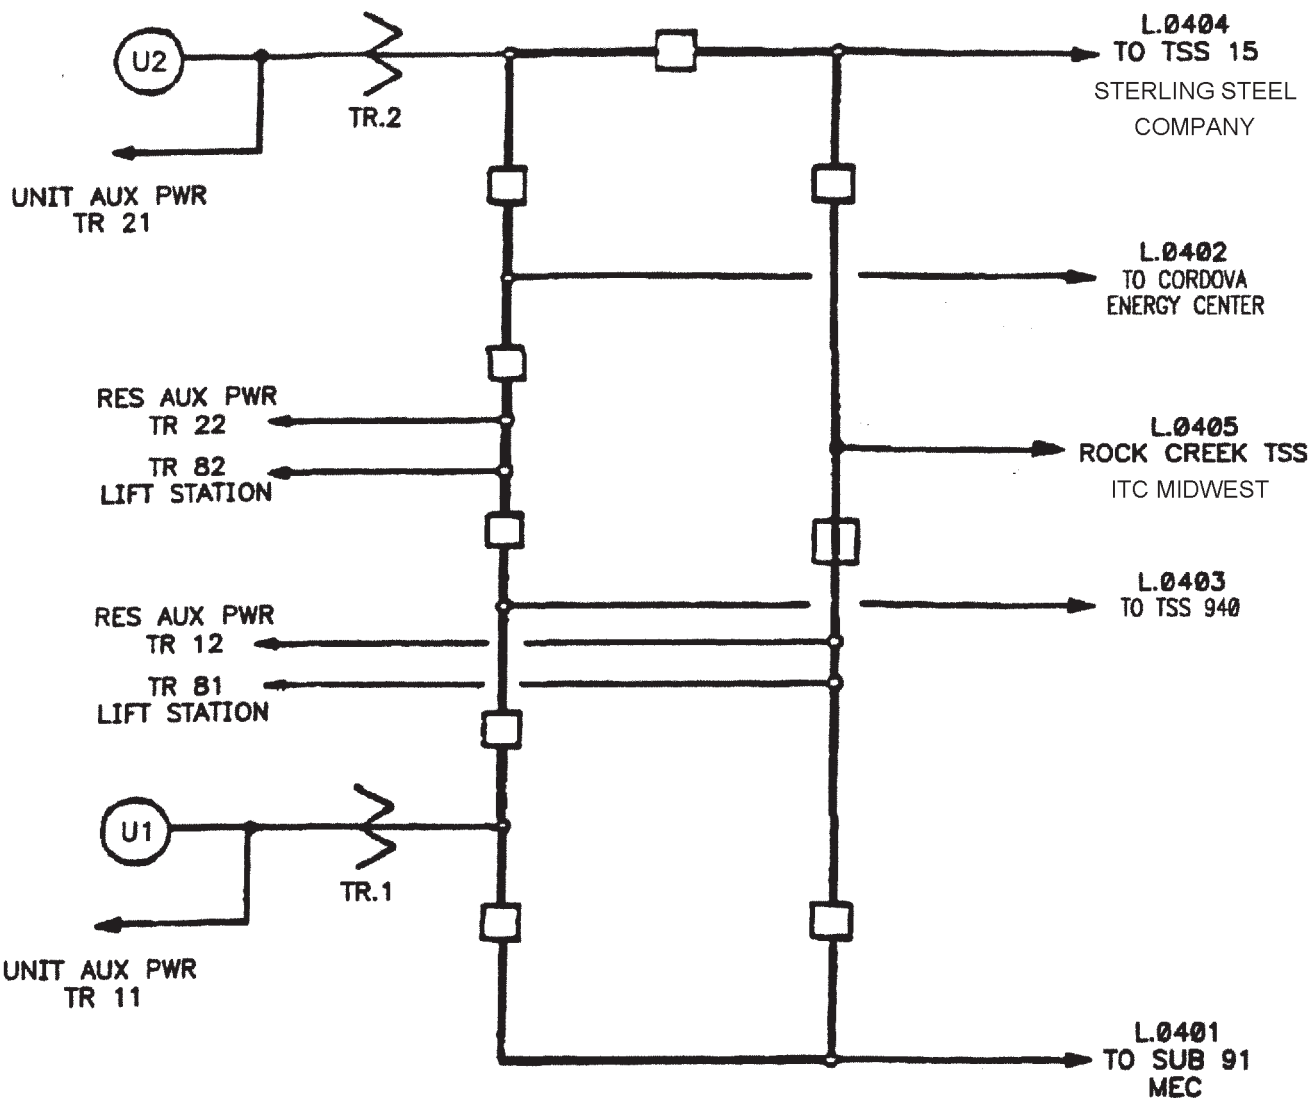 U2
TR.2
UNIT AUX PWR
TR 21
L.0404
TO TSS 15
STERLING STEEL
COMPANY
L.0402
TO CORDOVA
ENERGY CENTER
RES AUX PWR
TR 22
TR 82
LIFT STATION
L.0405
ROCK CREEK TSS
ITC MIDWEST
L.0403
TO TSS 940
RES AUX PWR
TR 12
TR 81
LIFT STATION
U1
TR.1
UNIT AUX PWR
TR 11
L.0401
TO SUB 91
MEC